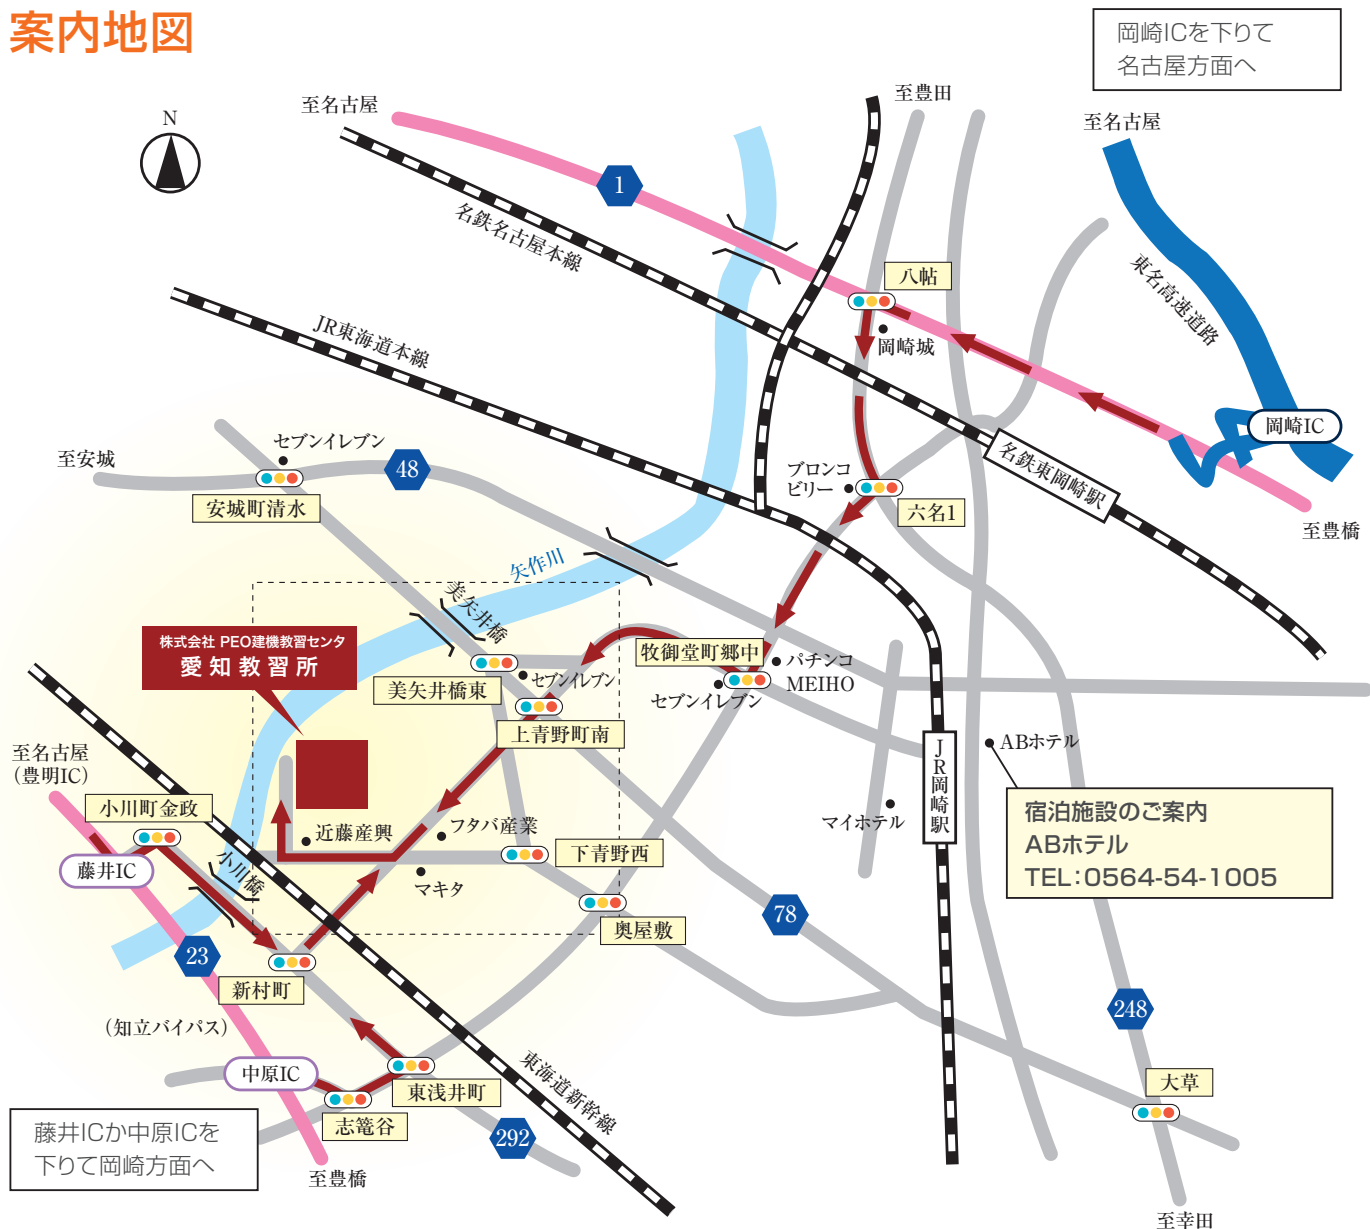 案内地図
岡崎ICを下りて
名古屋方面へ
N
至名古屋
至豊田
至名古屋
1
名鉄名古屋本線
八帖
東名高速道路
JR東海道本線
岡崎城
岡崎IC
セブンイレブン
至安城
48
安城町清水
ブロンコ
ビリー
六名1
名鉄東岡崎駅
至豊橋
矢作川
美矢井橋
株式会社 PEO建機教習センタ
愛知教習所
牧御堂町郷中
パチンコ
MEIHO
美矢井橋東
セブンイレブン
セブンイレブン
上青野町南
JR岡崎駅
ABホテル
至名古屋
(豊明IC)
小川町金政
近藤産興
フタバ産業
マイホテル
宿泊施設のご案内
ABホテル
TEL:0564-54-1005
藤井IC
小川橋
マキタ
下青野西
奥屋敷
78
23
新村町
248
(知立バイパス)
中原IC
東浅井町
東海道新幹線
大草
志篭谷
292
藤井ICか中原ICを
下りて岡崎方面へ
至豊橋
至幸田